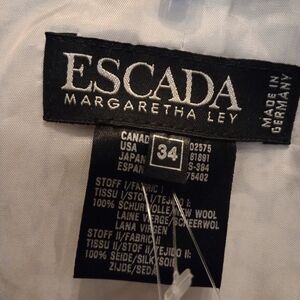 ESCADA
MARGARETHA LEY
MADE IN
GERMANY
CANAD 02575
USA 81891
JAPAN S-394
ESPAN 75402
34
STOFF I/FABRIC I
TISSU I/STOF I/TEJIDO I:
100% SCHURWOLLE/NEW WOOL
LAINE VIERGE/SCHEERWOL
LANA VIRGEN
STOFF II/FABRIC II
TISSU II/STOF II/TEJIDO II:
100% SEIDE/SILK/SOIE
ZIJDE/SEDA